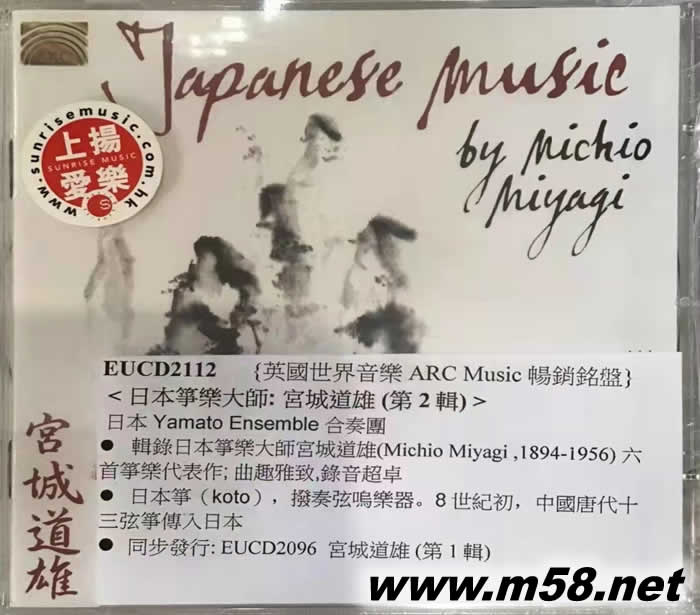 ARC
Japanese Music
by Michio
Miyagi
www.sunrisemusic.com.hk
上揚
SUNRISE MUSIC
愛樂
S
EUCD2112 {英國世界音樂 ARC Music 暢銷銘盤}
< 日本箏樂大師: 宮城道雄 (第 2 輯) >
日本 Yamato Ensemble 合奏團
● 輯錄日本箏樂大師宮城道雄(Michio Miyagi ,1894-1956) 六
首箏樂代表作; 曲趣雅致,錄音超卓
● 日本箏（koto），撥奏弦鳴樂器。8 世紀初，中國唐代十
三弦箏傳入日本
● 同步發行: EUCD2096 宮城道雄 (第 1 輯)
宮城道雄
www.m58.net